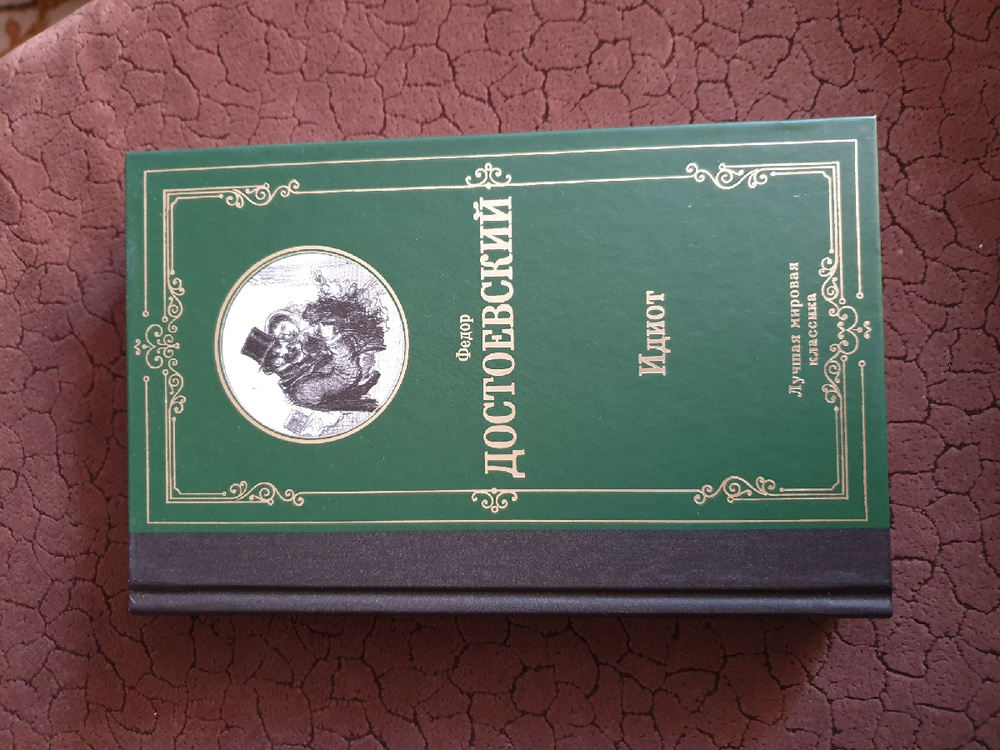 Федор
ДОСТОЕВСКИЙ
Идиот
Лучшая мировая
классика